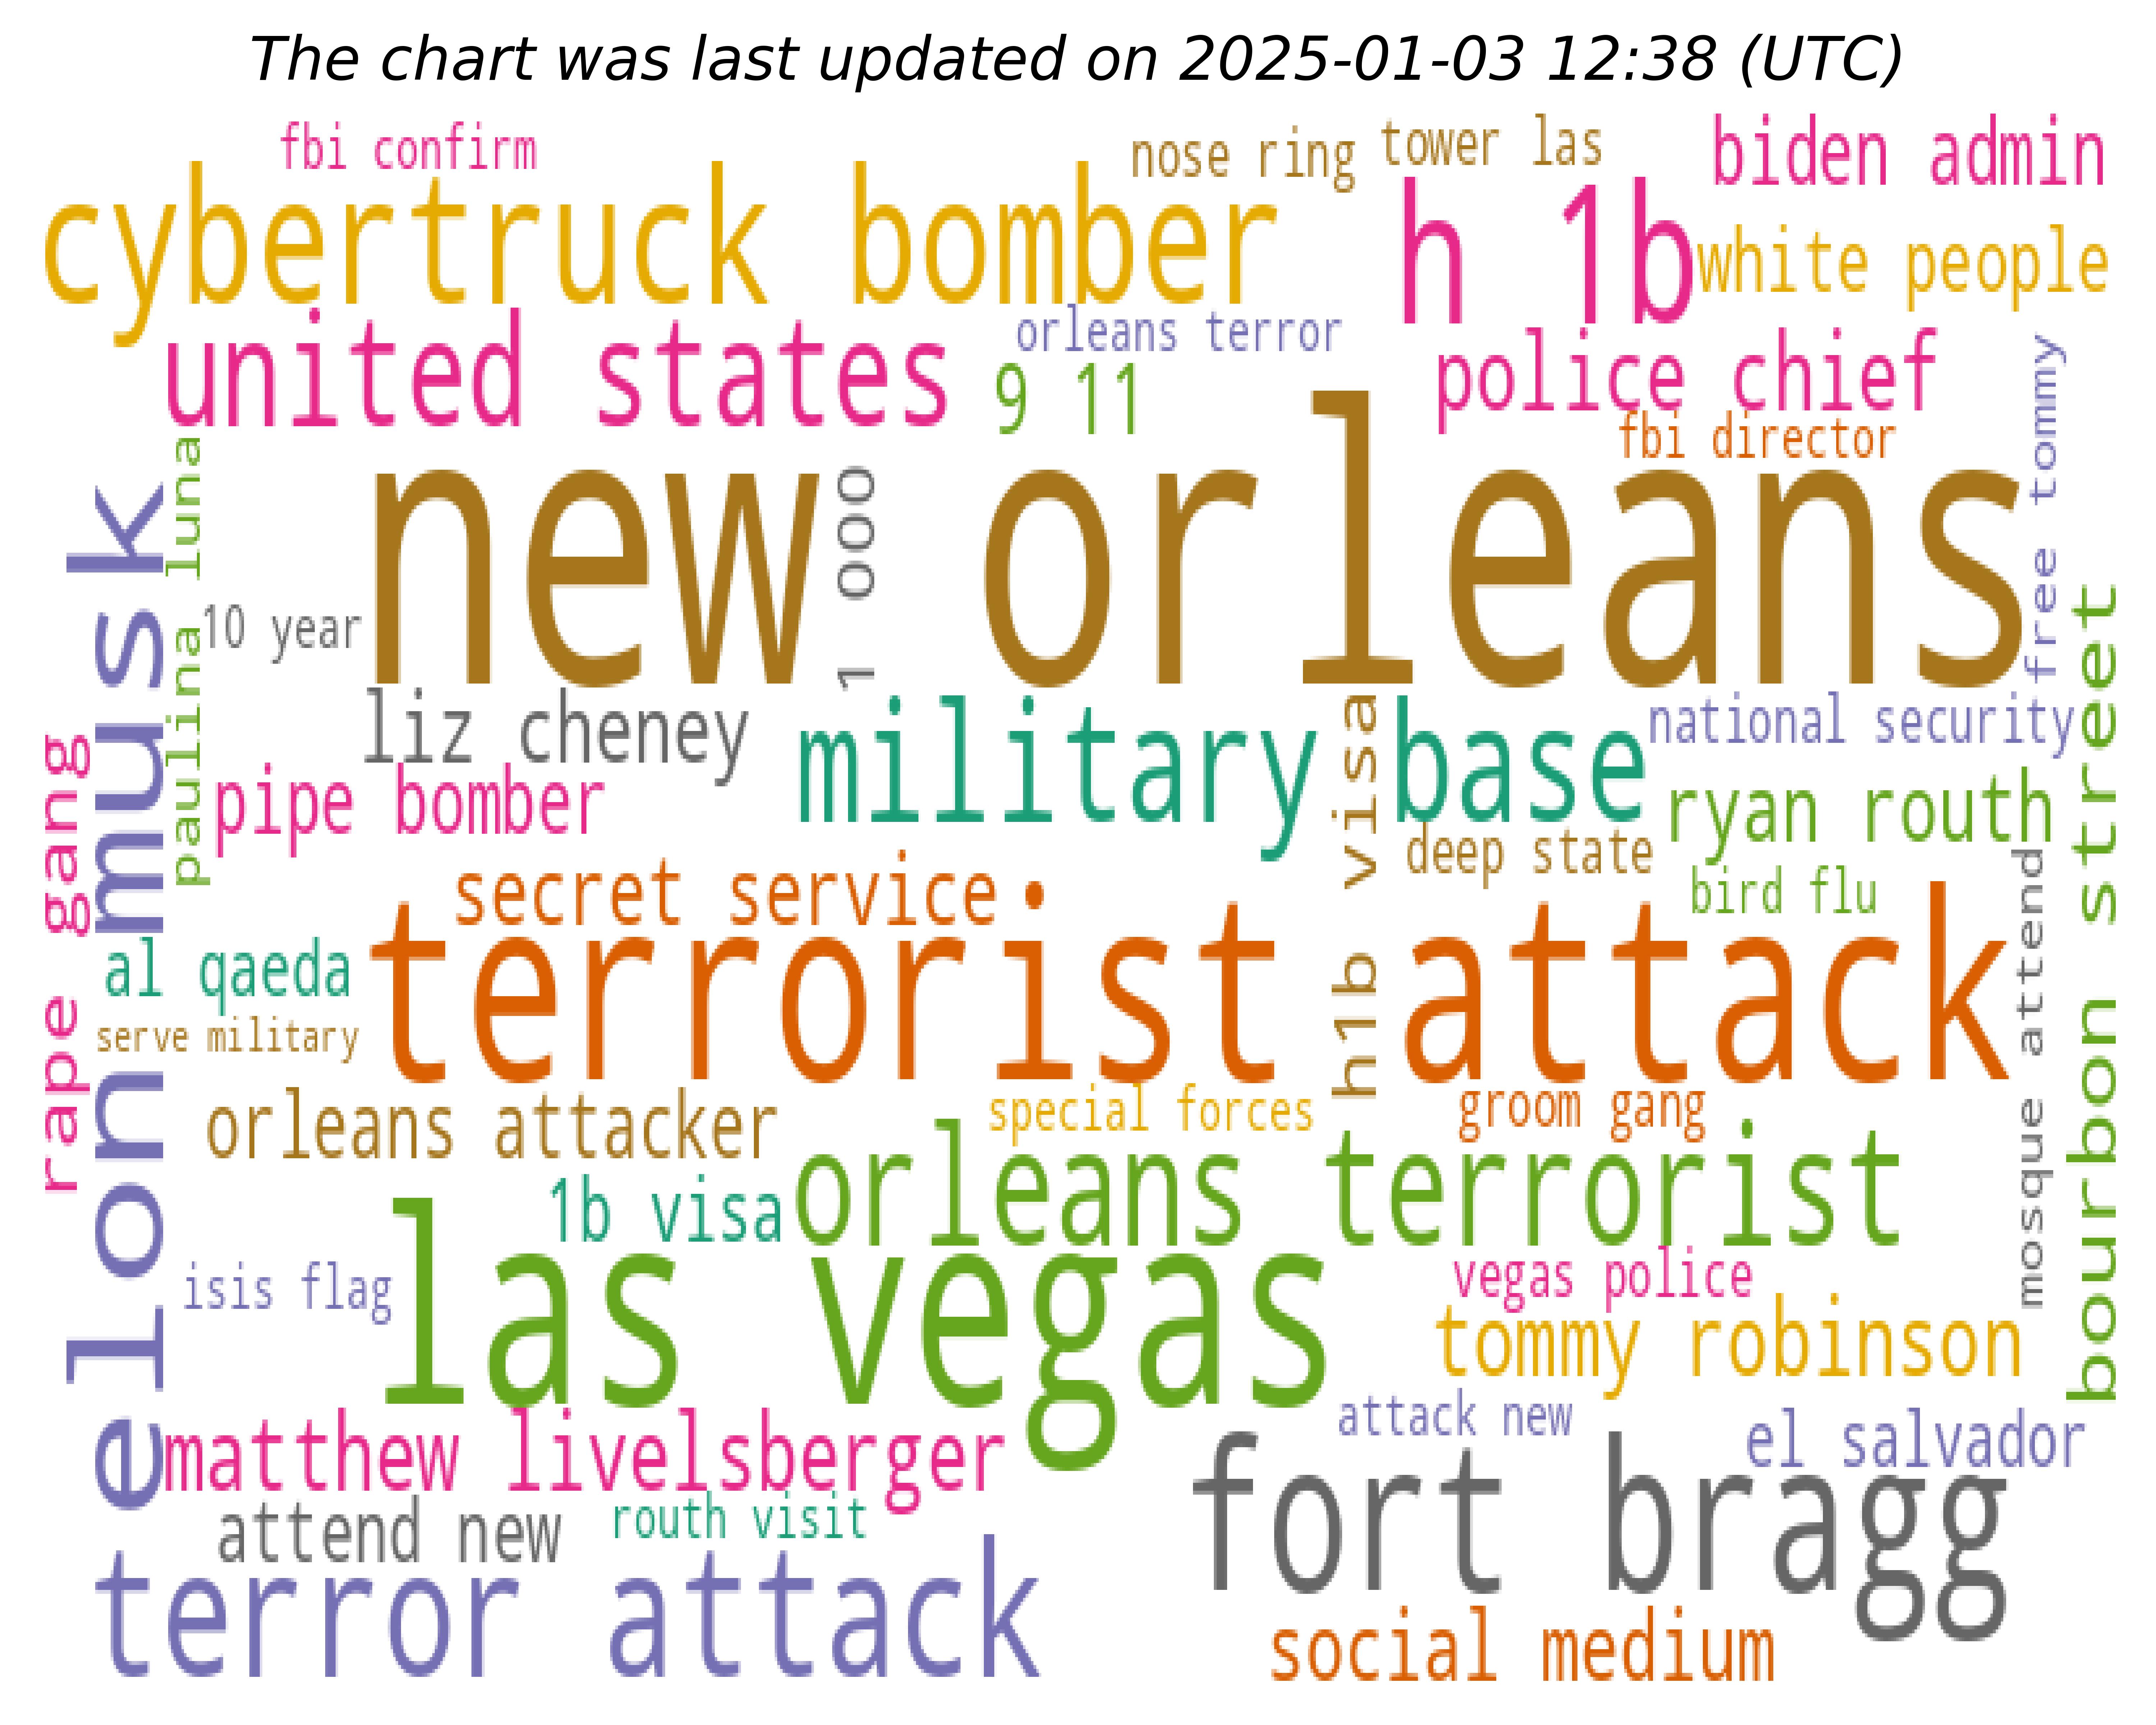 The chart was last updated on 2025-01-03 12:38 (UTC)
fbi confirm
nose ring
tower las
biden admin
cybertruck bomber
h 1b
white people
united states
orleans terror
9 11
police chief
fbi director
free tommy
elon musk
paulina luna
new orleans
1 000
10 year
bourbon street
liz cheney
military base
national security
rape gang
pipe bomber
h1b visa
ryan routh
deep state
bird flu
secret service
terrorist attack
mosque attend
al qaeda
serve military
orleans attacker
special forces
groom gang
1b visa
orleans terrorist
isis flag
las vegas
vegas police
tommy robinson
attack new
matthew livelsberger
el salvador
fort bragg
attend new
routh visit
terror attack
social medium